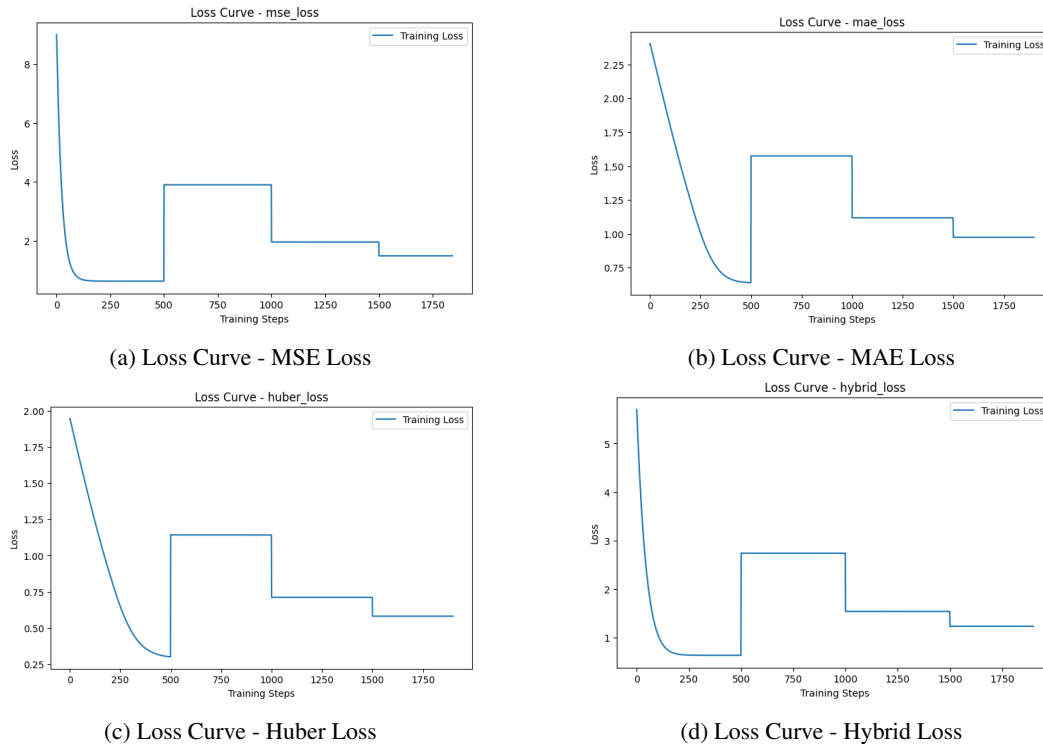 Loss Curve - mse_loss
Training Loss
8
6
4
2
Loss
0
250
500
750
1000
1250
1500
1750
Training Steps
(a) Loss Curve - MSE Loss
Loss Curve - mae_loss
Training Loss
2.25
2.00
1.75
1.50
1.25
1.00
0.75
Loss
0
250
500
750
1000
1250
1500
1750
Training Steps
(b) Loss Curve - MAE Loss
Loss Curve - huber_loss
Training Loss
2.00
1.75
1.50
1.25
1.00
0.75
0.50
0.25
Loss
0
250
500
750
1000
1250
1500
1750
Training Steps
(c) Loss Curve - Huber Loss
Loss Curve - hybrid_loss
Training Loss
5
4
3
2
1
Loss
0
250
500
750
1000
1250
1500
1750
Training Steps
(d) Loss Curve - Hybrid Loss